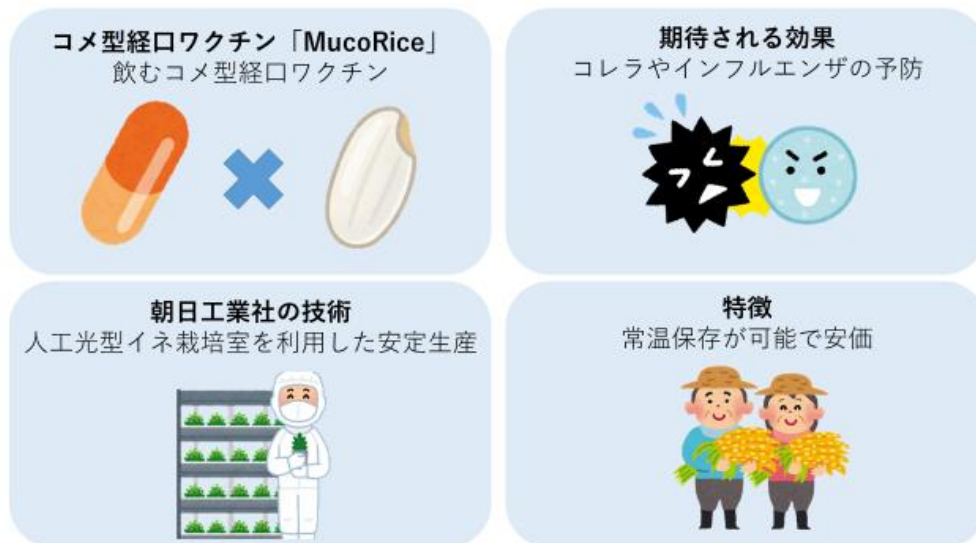 コメ型経口ワクチン「MucoRice」
飲むコメ型経口ワクチン
期待される効果
コレラやインフルエンザの予防
朝日工業社の技術
人工光型イネ栽培室を利用した安定生産
特徴
常温保存が可能で安価